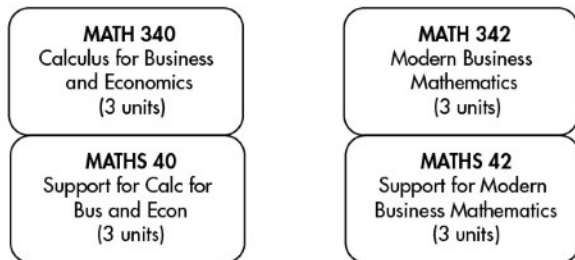 MATH 340
Calculus for Business
and Economics
(3 units)
MATHS 40
Support for Calc for
Bus and Econ
(3 units)
MATH 342
Modern Business
Mathematics
(3 units)
MATHS 42
Support for Modern
Business Mathematics
(3 units)